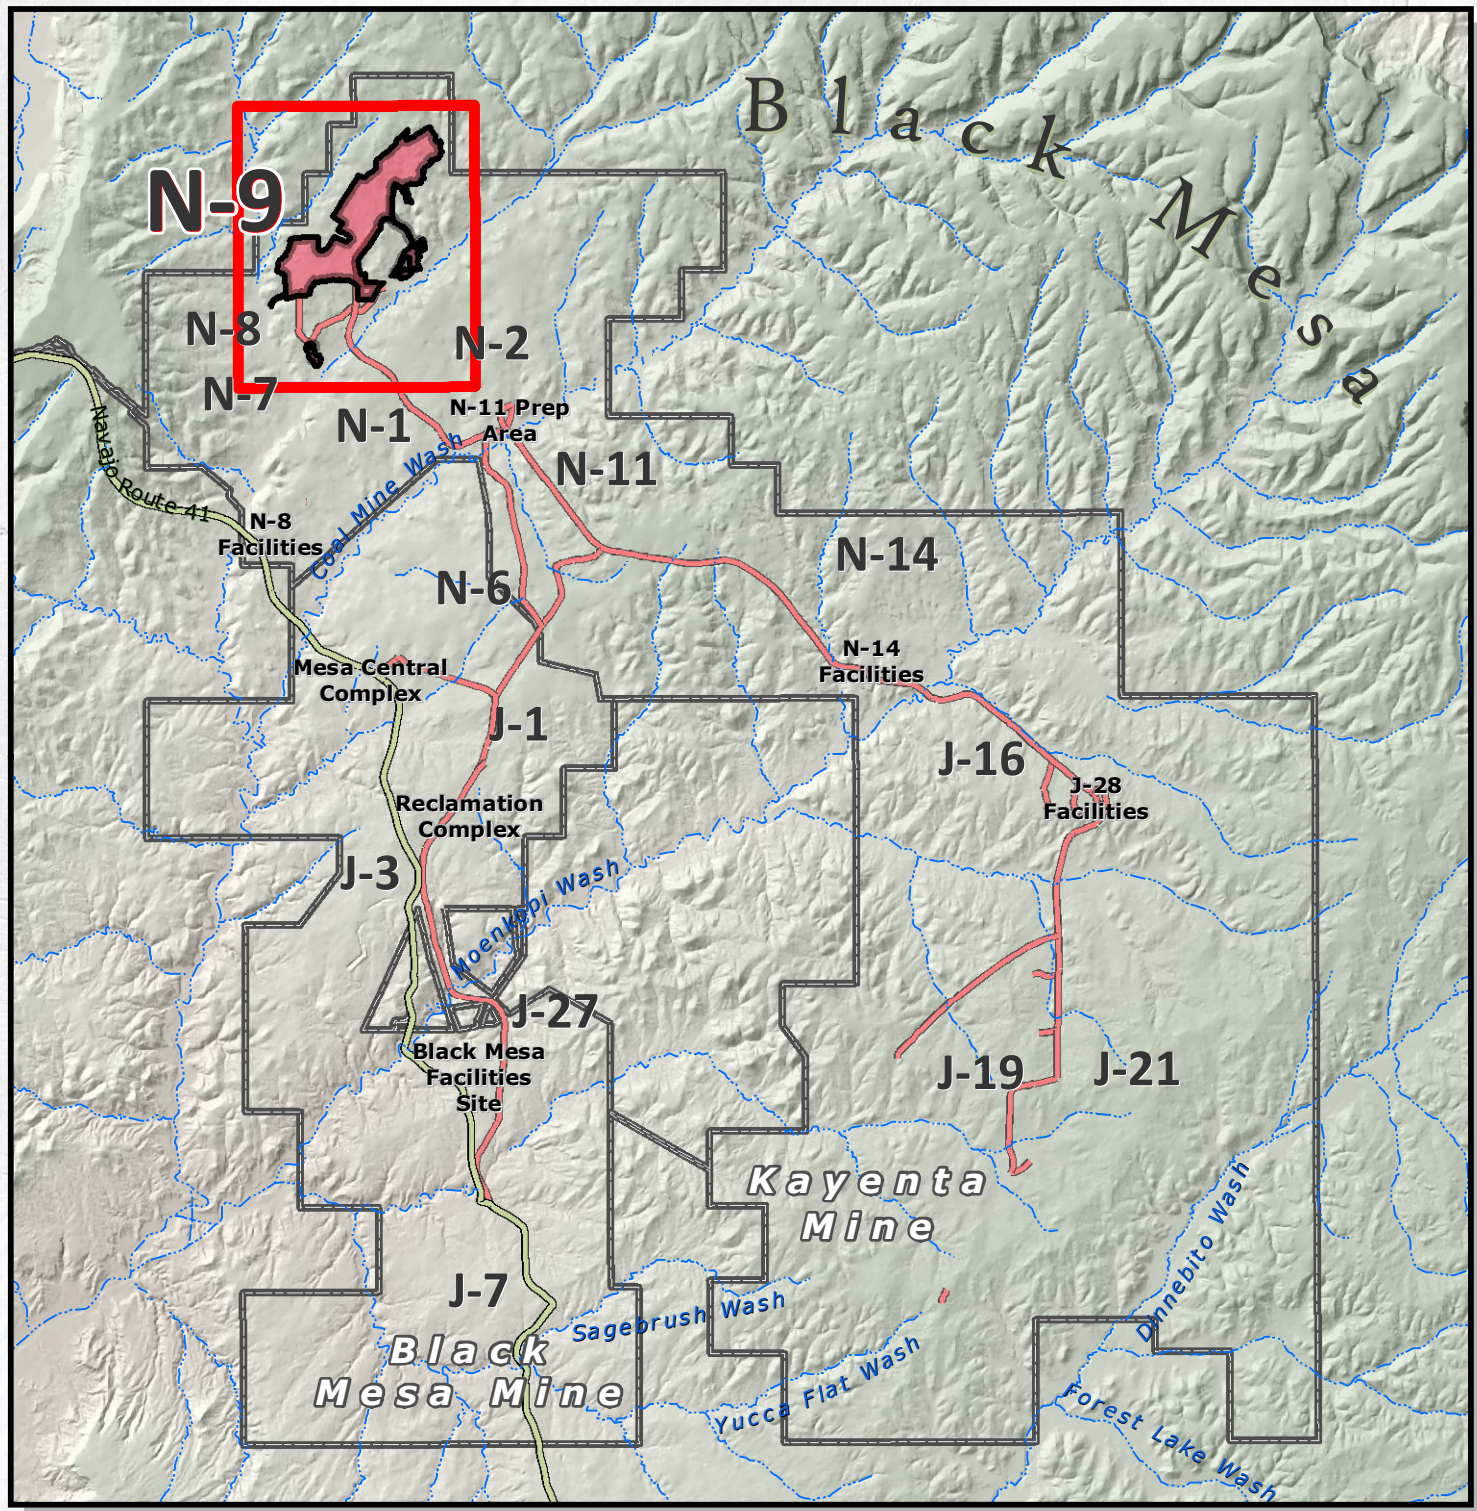 Black Mesa
N-9
N-8
N-2
N-7
N-1
N-11 Prep
Area
Navajo Route 41
Coal Mine Wash
N-11
N-8
Facilities
N-14
N-6
N-14
Facilities
Mesa Central
Complex
J-1
J-16
J-28
Facilities
Reclamation
Complex
J-3
Moenkopi Wash
J-27
Black Mesa
Facilities
Site
J-19
J-21
Kayenta
Mine
Dinnebito Wash
J-7
Sagebrush Wash
Black
Mesa Mine
Yucca Flat Wash
Forest Lake Wash